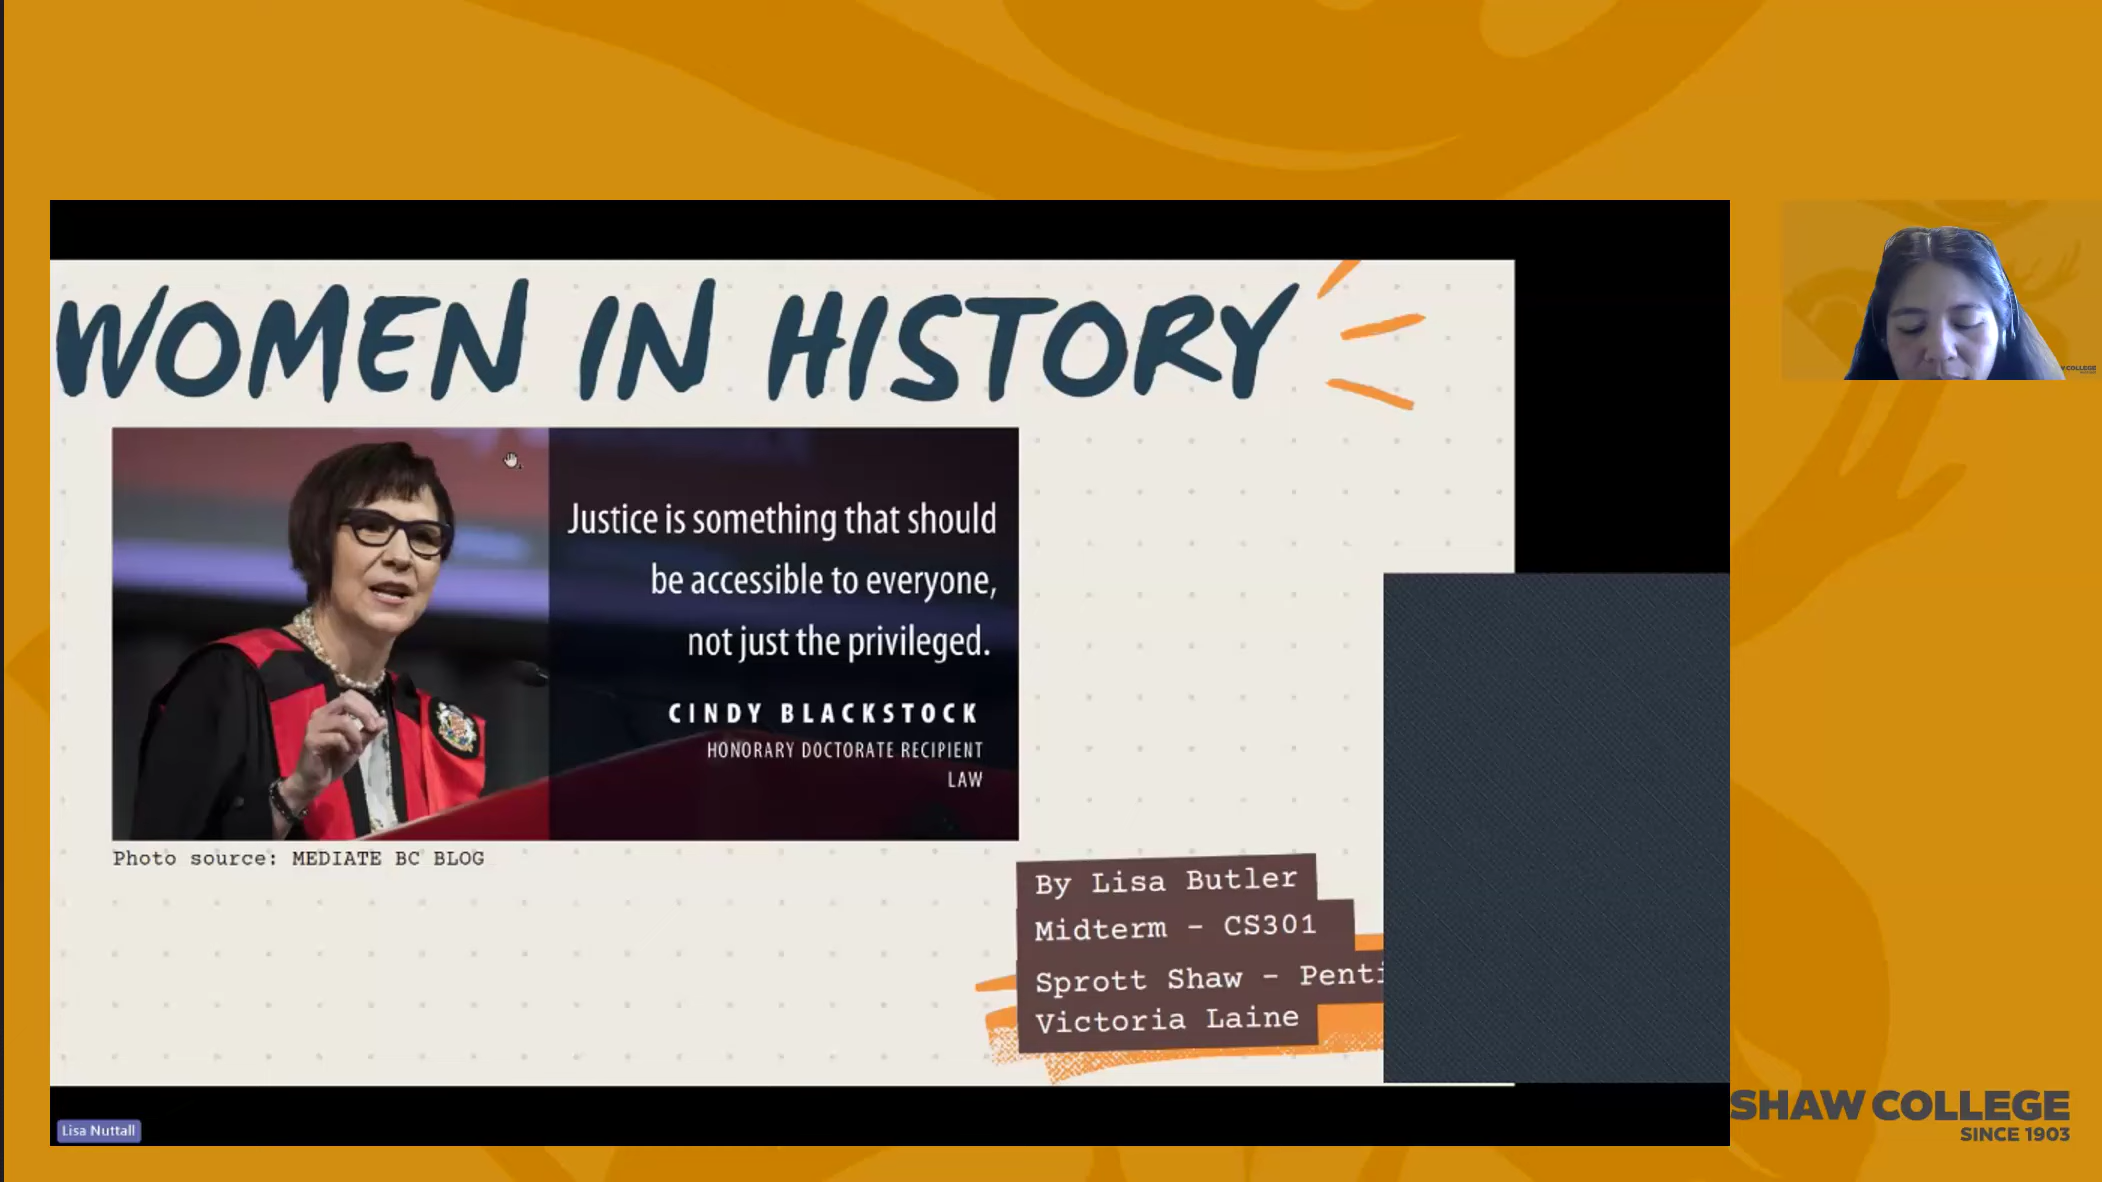 WOMEN IN HISTORY
Justice is something that should
be accessible to everyone,
not just the privileged.
CINDY BLACKSTOCK
HONORARY DOCTORATE RECIPIENT
LAW
Photo source: MEDIATE BC BLOG
By Lisa Butler
Midterm - CS301
Sprott Shaw - Penti
Victoria Laine
Lisa Nuttall
COLLEGE
SHAW COLLEGE
SINCE 1903